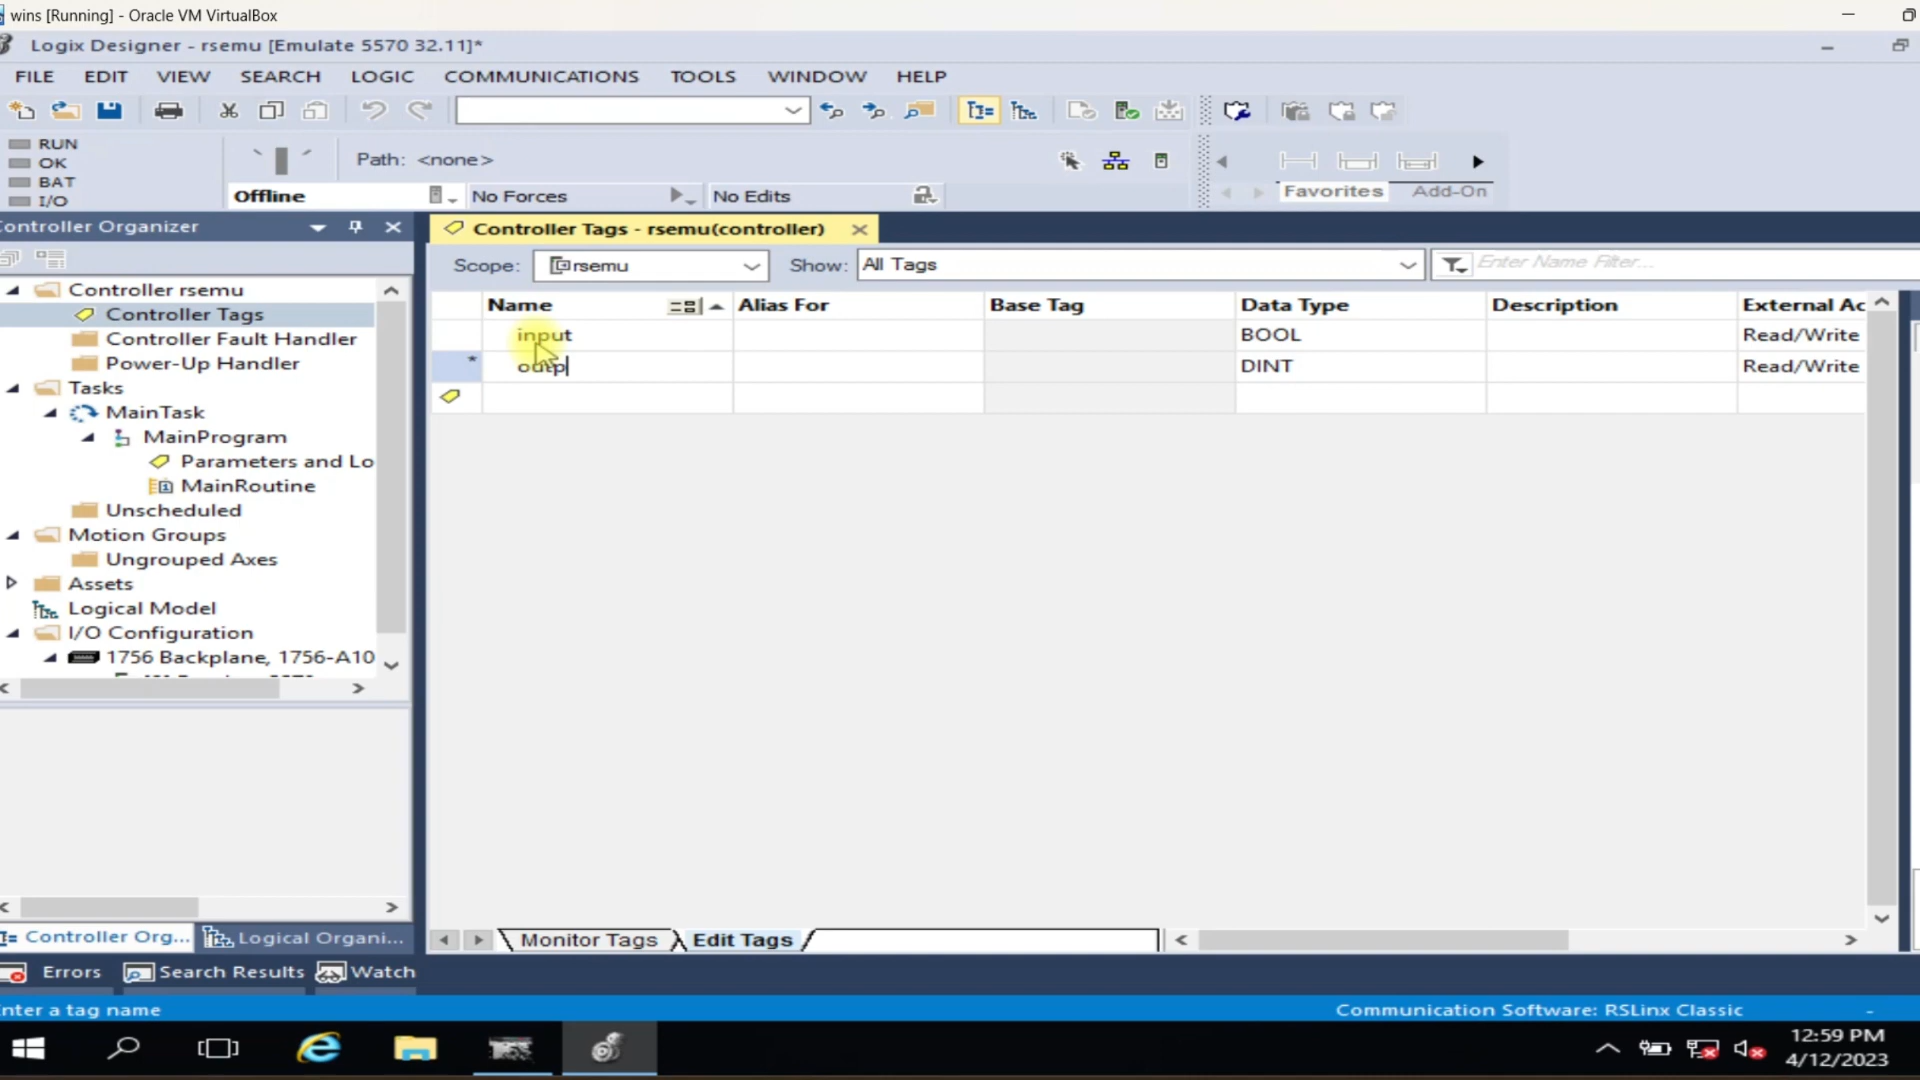 wins [Running] - Oracle VM VirtualBox
Logix Designer - rsemu [Emulate 5570 32.11]*
FILE EDIT VIEW SEARCH LOGIC COMMUNICATIONS TOOLS WINDOW HELP
RUN
OK
BAT
I/O
Path: <none>
Offline No Forces No Edits
Favorites Add-On
Controller Organizer
Controller rsemu
Controller Tags
Controller Fault Handler
Power-Up Handler
Tasks
MainTask
MainProgram
Parameters and Lo
MainRoutine
Unscheduled
Motion Groups
Ungrouped Axes
Assets
Logical Model
I/O Configuration
1756 Backplane, 1756-A10
Controller Org... Logical Organi...
Controller Tags - rsemu(controller)
Scope: rsemu Show: All Tags Enter Name Filter...
Name Alias For Base Tag Data Type Description External Ac
input BOOL Read/Write
outp DINT Read/Write
Monitor Tags Edit Tags
Errors Search Results Watch
nter a tag name Communication Software: RSLinx Classic
12:59 PM
4/12/2023